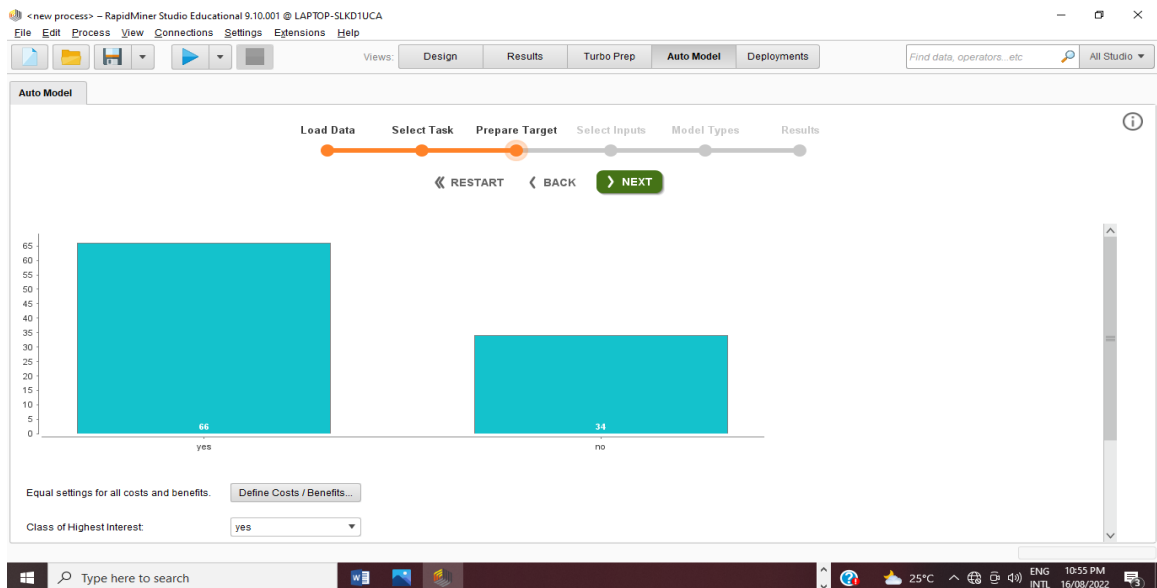 <new process> – RapidMiner Studio Educational 9.10.001 @ LAPTOP-SLKD1UCA
File Edit Process View Connections Settings Extensions Help
Views: Design Results Turbo Prep Auto Model Deployments Find data, operators...etc All Studio
Auto Model
Load Data Select Task Prepare Target Select Inputs Model Types Results
RESTART BACK NEXT
65
60
55
50
45
40
35
30
25
20
15
10
5
0
66 34
yes no
Equal settings for all costs and benefits. Define Costs / Benefits...
Class of Highest Interest: yes
Type here to search 25°C ENG 10:55 PM
INTL 16/08/2022 3